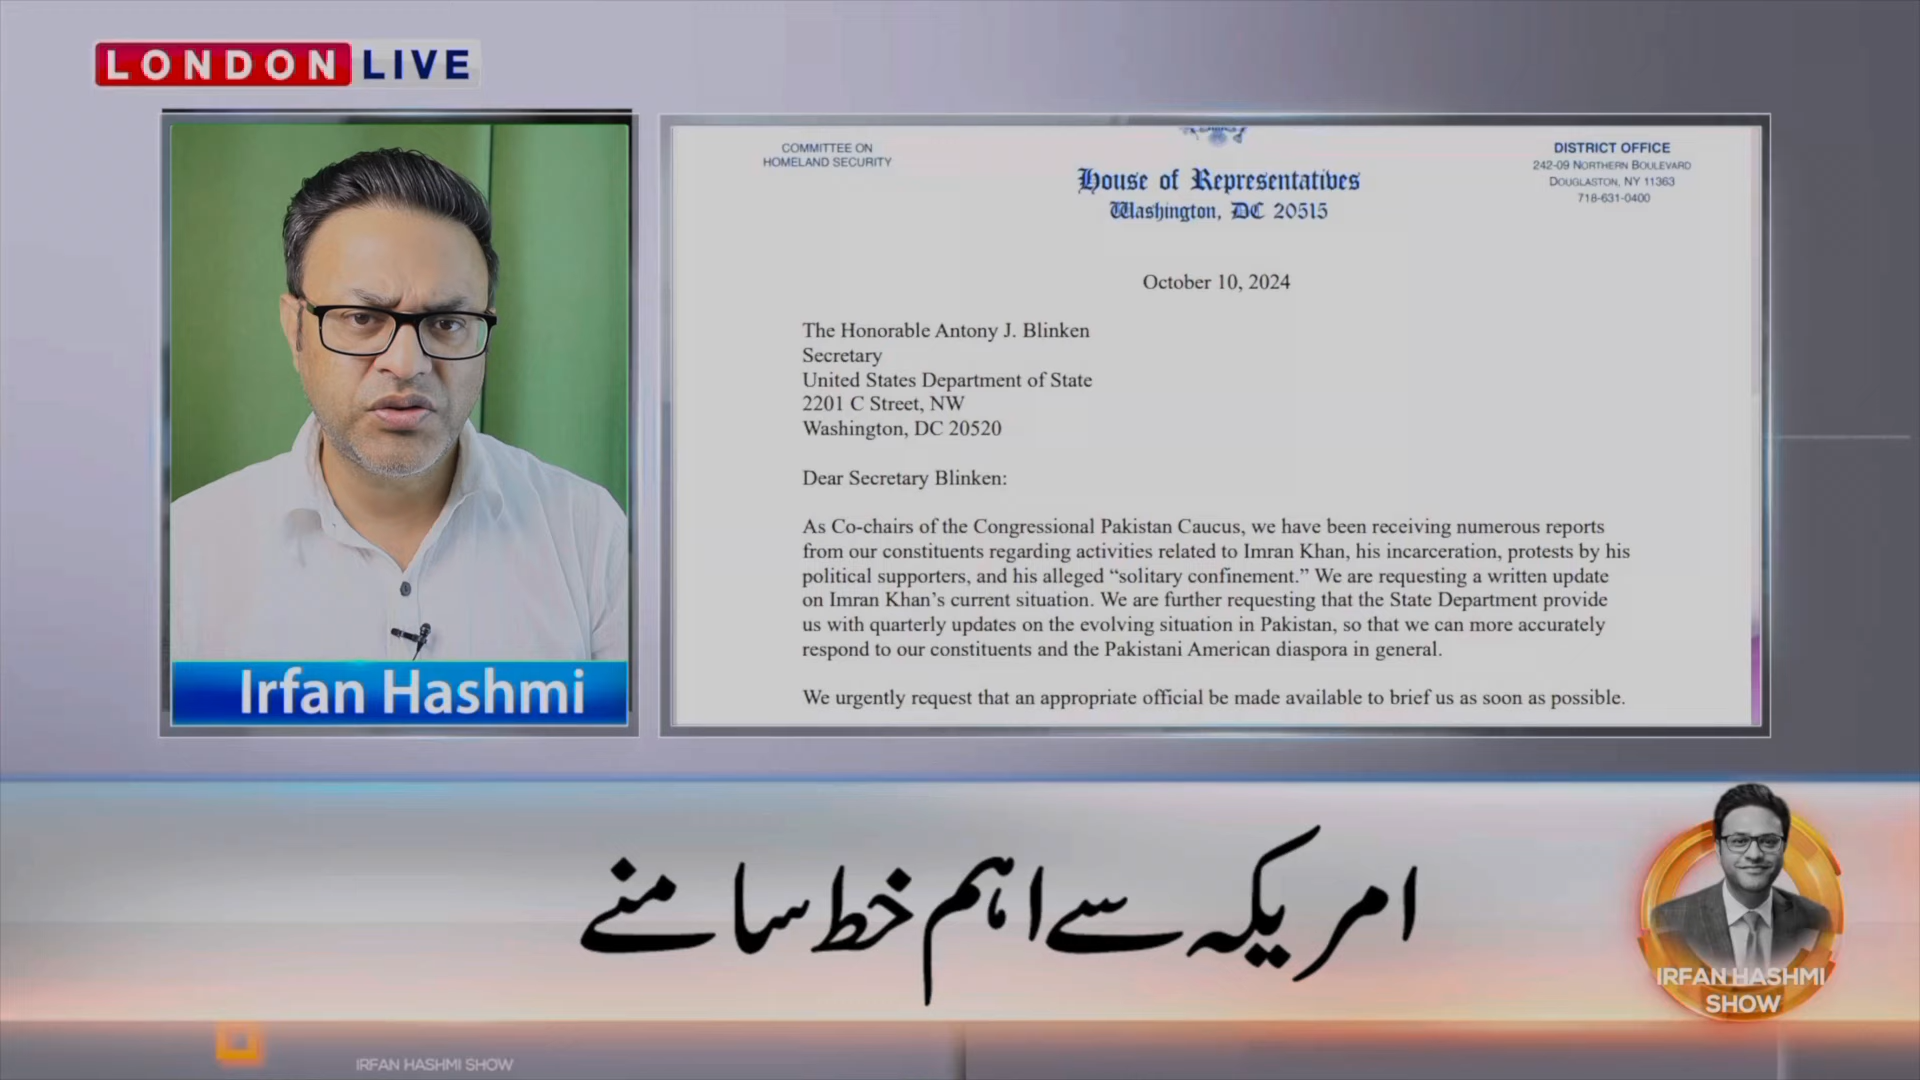 LONDON LIVE
COMMITTEE ON
HOMELAND SECURITY
House of Representatives
Washington, DC 20515
DISTRICT OFFICE
242-09 NORTHERN BOULEVARD
DOUGLASTON, NY 11363
718-631-0400
October 10, 2024
The Honorable Antony J. Blinken
Secretary
United States Department of State
2201 C Street, NW
Washington, DC 20520
Dear Secretary Blinken:
As Co-chairs of the Congressional Pakistan Caucus, we have been receiving numerous reports
from our constituents regarding activities related to Imran Khan, his incarceration, protests by his
political supporters, and his alleged “solitary confinement.” We are requesting a written update
on Imran Khan’s current situation. We are further requesting that the State Department provide
us with quarterly updates on the evolving situation in Pakistan, so that we can more accurately
respond to our constituents and the Pakistani American diaspora in general.
We urgently request that an appropriate official be made available to brief us as soon as possible.
Irfan Hashmi
امریکہ سے اہم خط سامنے
IRFAN HASHMI
SHOW
IRFAN HASHMI SHOW